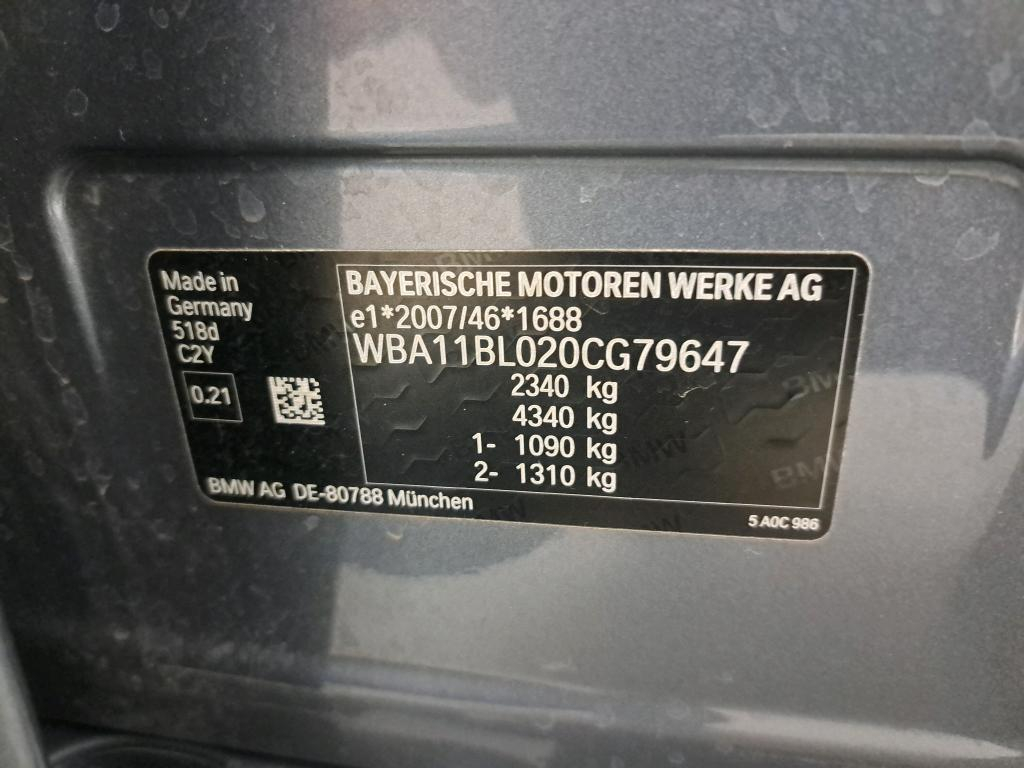 Made in
Germany
518d
C2Y
0.21
BAYERISCHE MOTOREN WERKE AG
e1*2007/46*1688
WBA11BL020CG79647
2340 kg
4340 kg
1- 1090 kg
2- 1310 kg
BMW AG DE-80788 München
5 A0C 986